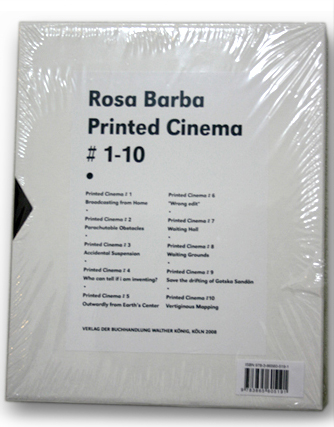 Rosa Barba
Printed Cinema
# 1-10
Printed Cinema # 1
Broadcasting from Home
Printed Cinema # 2
Parachutable Obstacles
Printed Cinema # 3
Accidental Suspension
Printed Cinema # 4
Who can tell if i am inventing?
Printed Cinema # 5
Outwardly from Earth's Center
Printed Cinema # 6
"Wrong edit"
Printed Cinema # 7
Waiting Hall
Printed Cinema # 8
Waiting Grounds
Printed Cinema # 9
Save the drifting of Gotska Sandön
Printed Cinema #10
Vertiginous Mapping
VERLAG DER BUCHHANDLUNG WALTHER KÖNIG, KÖLN 2008